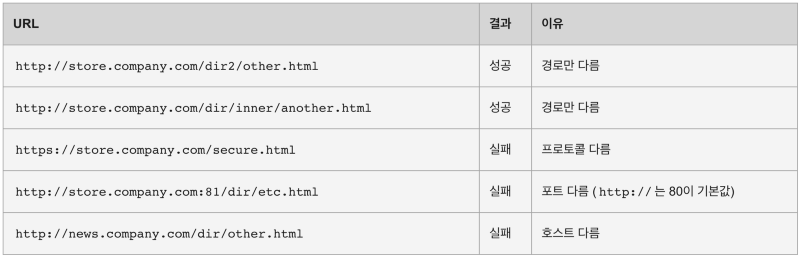 URL 결과 이유
http://store.company.com/dir2/other.html 성공 경로만 다름
http://store.company.com/dir/inner/another.html 성공 경로만 다름
https://store.company.com/secure.html 실패 프로토콜 다름
http://store.company.com:81/dir/etc.html 실패 포트 다름 ( http:// 는 80이 기본값)
http://news.company.com/dir/other.html 실패 호스트 다름